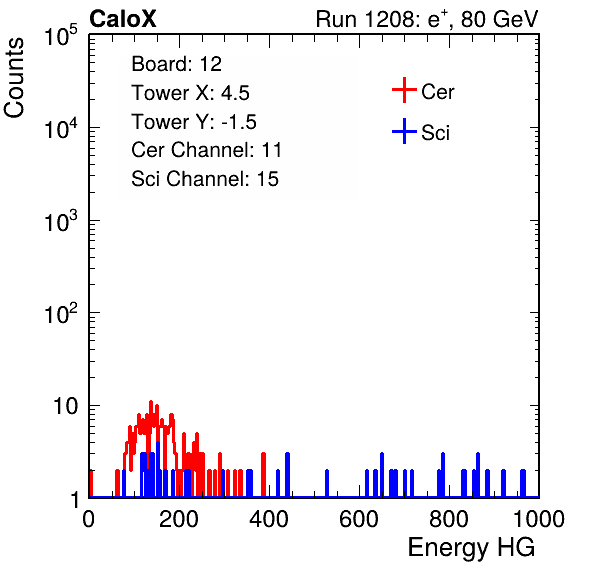 CaloX Run 1208: e⁺, 80 GeV
Counts
10⁵
10⁴
10³
10²
10
1
Board: 12
Tower X: 4.5
Tower Y: -1.5
Cer Channel: 11
Sci Channel: 15
Cer
Sci
0 200 400 600 800 1000
Energy HG